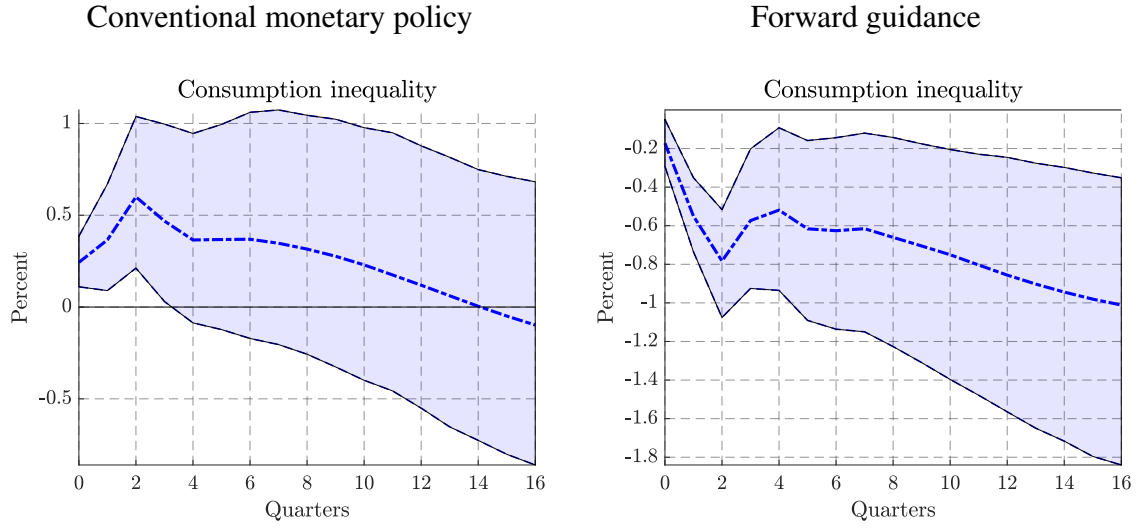 Conventional monetary policy
Consumption inequality
1
0.5
0
-0.5
Percent
0 2 4 6 8 10 12 14 16
Quarters
Forward guidance
Consumption inequality
-0.2
-0.4
-0.6
-0.8
-1
-1.2
-1.4
-1.6
-1.8
Percent
0 2 4 6 8 10 12 14 16
Quarters